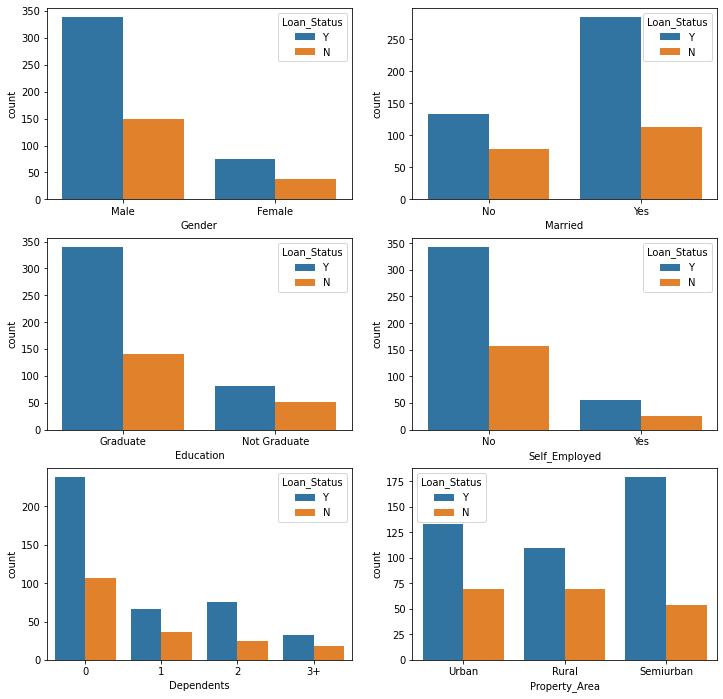 Loan_Status
Y
N
350
300
250
200
150
100
50
0
count
Male Female
Gender
Loan_Status
Y
N
250
200
150
100
50
0
count
No Yes
Married
Loan_Status
Y
N
350
300
250
200
150
100
50
0
count
Graduate Not Graduate
Education
Loan_Status
Y
N
350
300
250
200
150
100
50
0
count
No Yes
Self_Employed
Loan_Status
Y
N
200
150
100
50
0
count
0 1 2 3+
Dependents
Loan_Status
Y
N
175
150
125
100
75
50
25
0
count
Urban Rural Semiurban
Property_Area